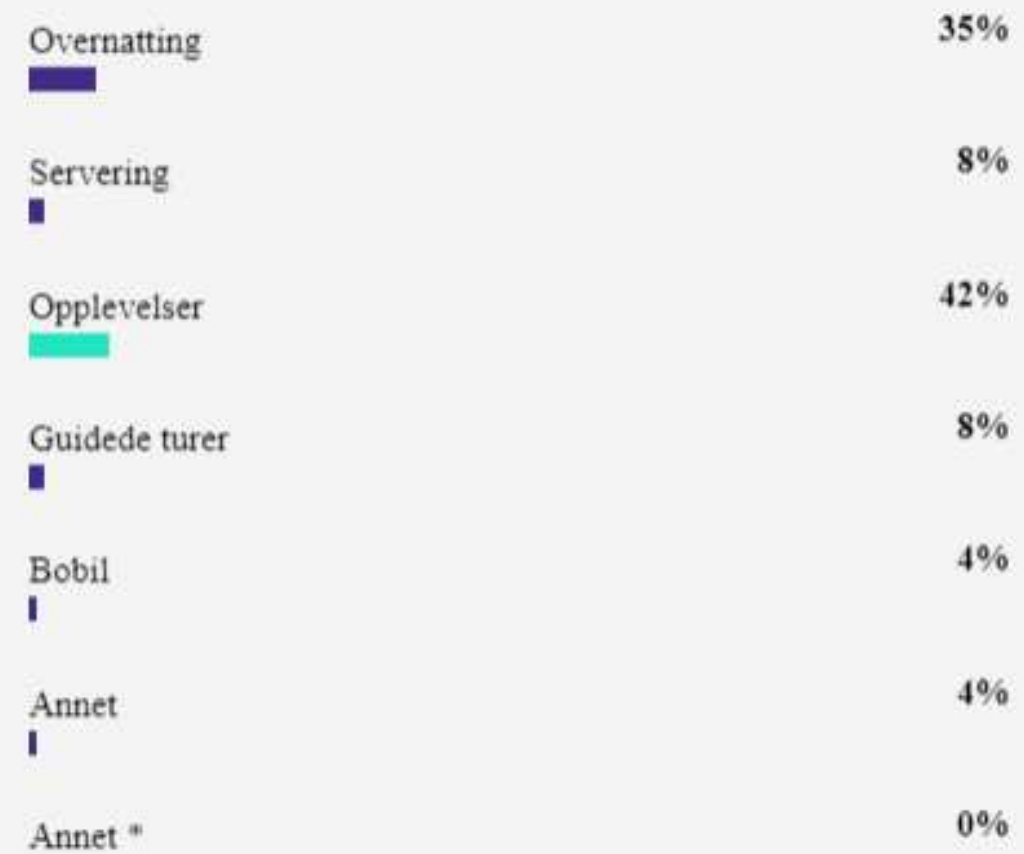 Overnatting 35%
Servering 8%
Opplevelser 42%
Guidede turer 8%
Bobil 4%
Annet 4%
Annet * 0%